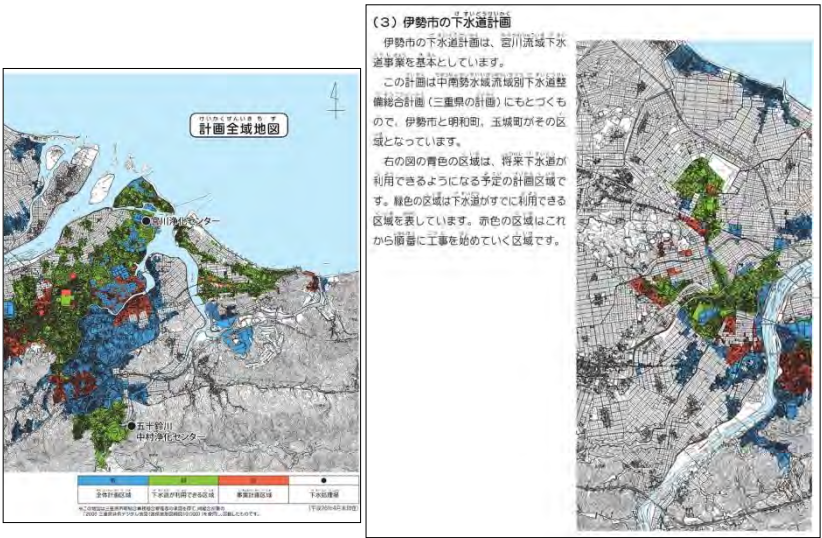 計画全域地図
宮川浄化センター
五十鈴川
中村浄化センター
全体計画区域
下水道が利用できる区域
事業計画区域
下水処理場
(3) 伊勢市の下水道計画
伊勢市の下水道計画は、宮川流域下水
道事業を基本としています。
この計画は中南勢水域流域別下水道整
備総合計画(三重県の計画)にもとづくも
ので、伊勢市と明和町、玉城町がその区
域となっています。
右の図の青色の区域は、将来下水道が
利用できるようになる予定の計画区域で
す。緑色の区域は下水道がすでに利用できる
区域を表しています。赤色の区域はこれ
から順番に工事を始めていく区域です。